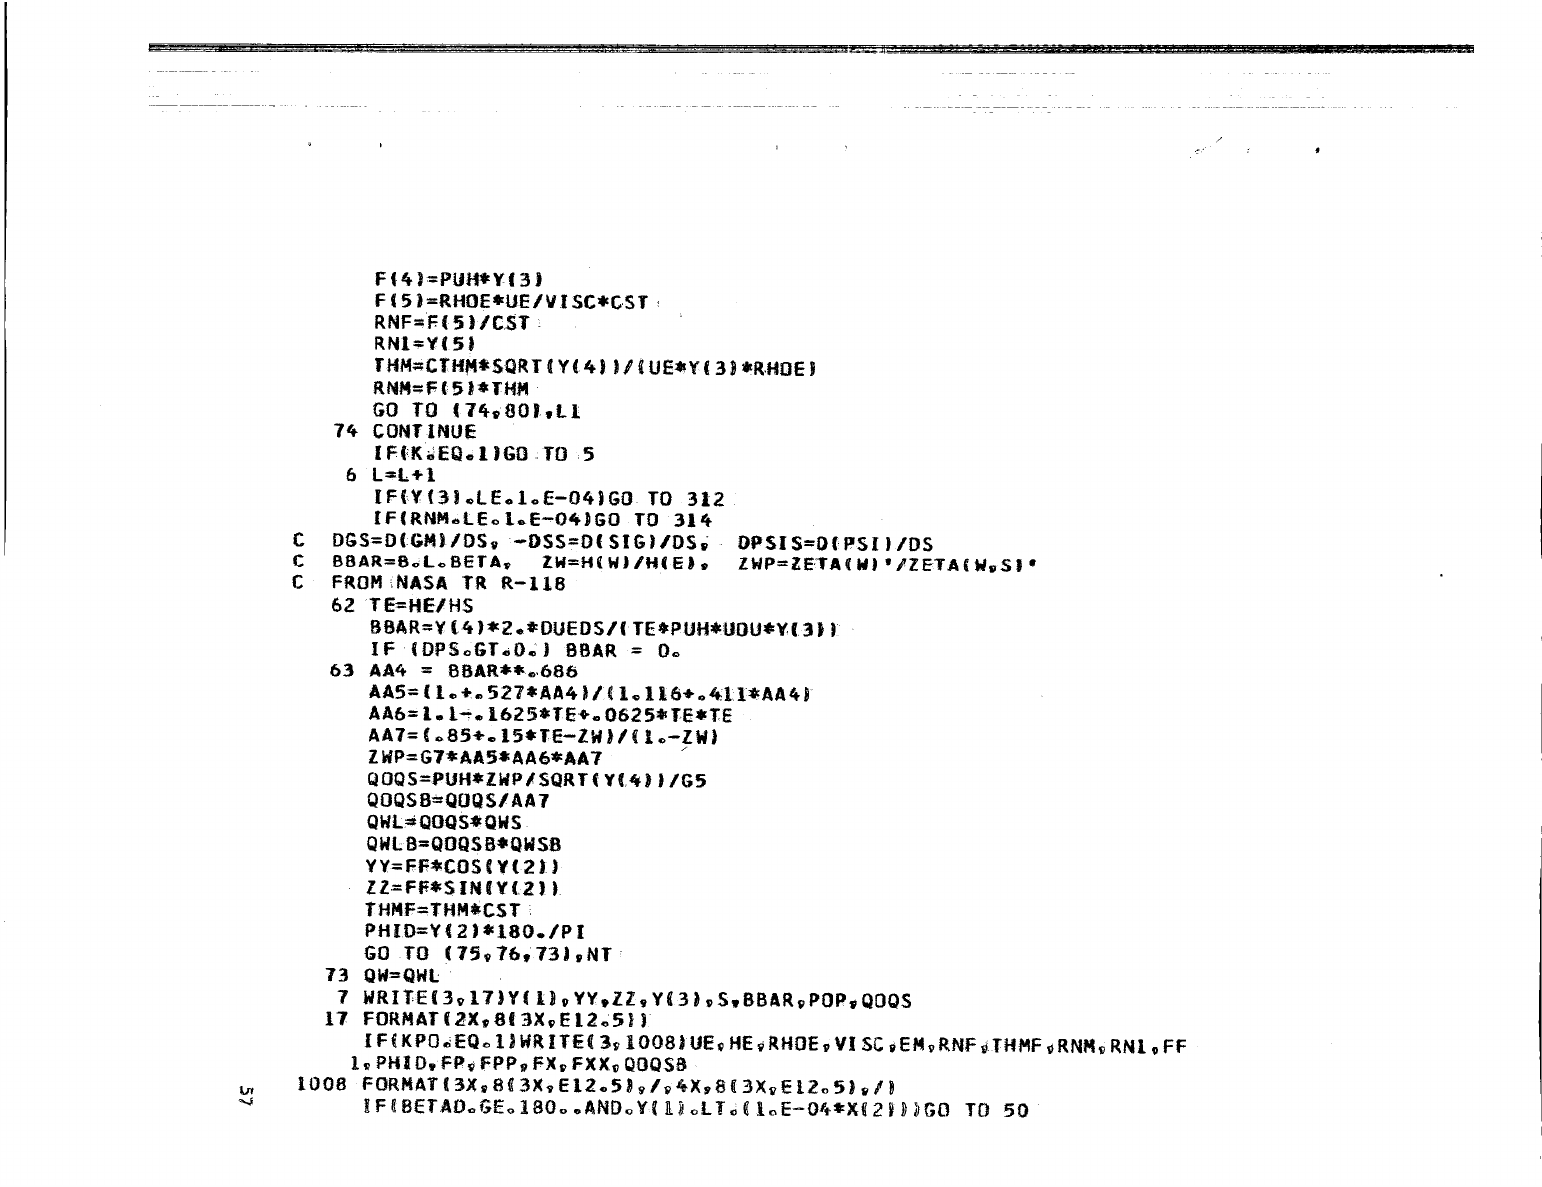 F(4)=PUH*Y(3)
F(5)=RHOE*UE/VISC*CST
RNF=F(5)/CST
RN1=Y(5)
THM=CTHM*SQRT(Y(4))/(UE*Y(3)*RHOE)
RNM=F(5)*THM
GO TO (74,80),L1
74 CONTINUE
IF(K.EQ.1)GO TO 5
6 L=L+1
IF(Y(3).LE.1.E-04)GO TO 312
IF(RNM.LE.1.E-04)GO TO 314
C DGS=D(GM)/DS, -DSS=D(SIG)/DS, DPSIS=D(PSI)/DS
C BBAR=B.L.BETA, ZW=H(W)/H(E), ZWP=ZETA(W)'/ZETA(W,S)'
C FROM NASA TR R-118
62 TE=HE/HS
BBAR=Y(4)*2.*DUEDS/(TE*PUH*UOU*Y(3))
IF (DPS.GT.0.) BBAR = 0.
63 AA4 = BBAR**.686
AA5=(1.+.527*AA4)/(1.116+.411*AA4)
AA6=1.1-.1625*TE+.0625*TE*TE
AA7=(.85+.15*TE-ZW)/(1.-ZW)
ZWP=G7*AA5*AA6*AA7
QOQS=PUH*ZWP/SQRT(Y(4))/G5
QOQSB=QOQS/AA7
QWL=QOQS*QWS
QWLB=QOQSB*QWSB
YY=FF*COS(Y(2))
ZZ=FF*SIN(Y(2))
THMF=THM*CST
PHID=Y(2)*180./PI
GO TO (75,76,73),NT
73 QW=QWL
7 WRITE(3,17)Y(1),YY,ZZ,Y(3),S,BBAR,POP,QOQS
17 FORMAT(2X,8(3X,E12.5))
IF(KPO.EQ.1)WRITE(3,1008)UE,HE,RHOE,VISC,EM,RNF,THMF,RNM,RN1,FF
1,PHID,FP,FPP,FX,FXX,QOQSB
1008 FORMAT(3X,8(3X,E12.5),/,4X,8(3X,E12.5),/)
IF(BETAD.GE.180..AND.Y(1).LT.(1.E-04*X(2)))GO TO 50
57